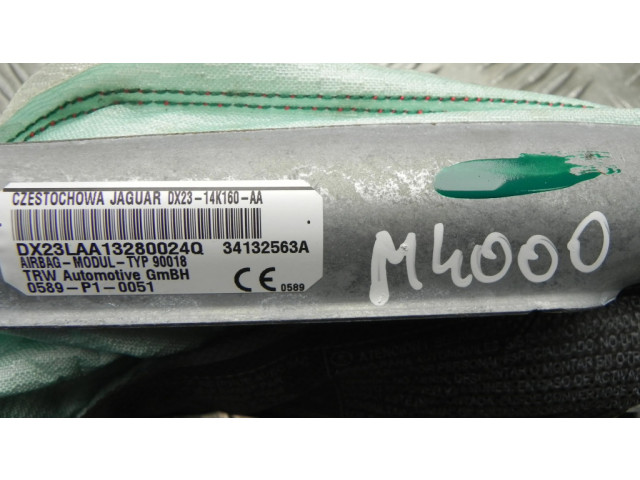 CZESTOCHOWA JAGUAR DX23-14K160-AA
DX23LAA13280024Q 34132563A
AIRBAG-MODUL-TYP 90018
TRW Automotive GmBH
0589-P1-0051
CE 0589
M4000